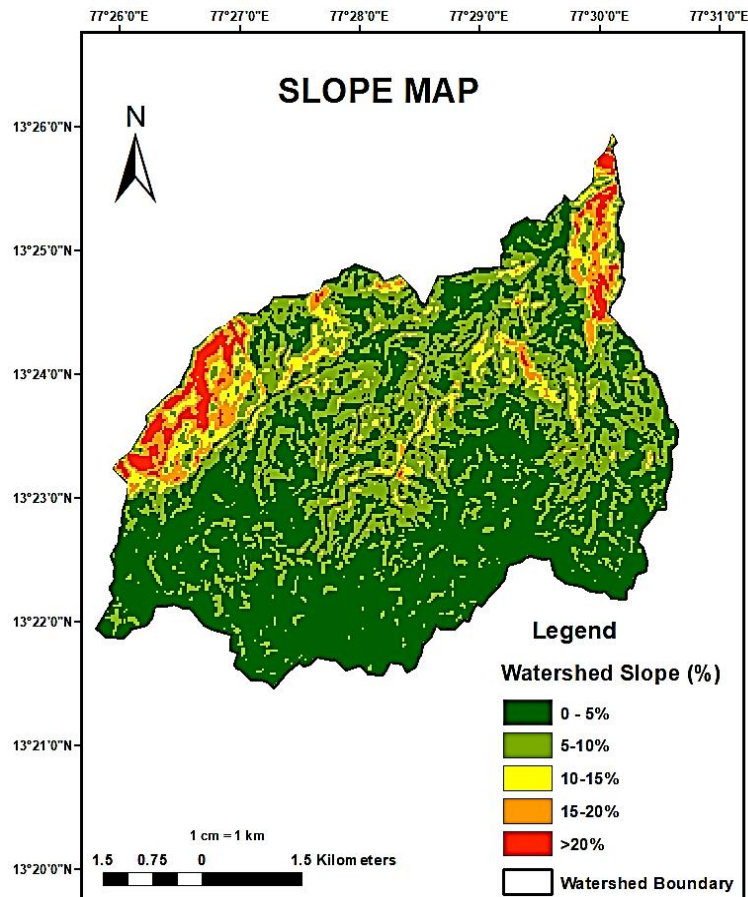 77°26'0"E 77°27'0"E 77°28'0"E 77°29'0"E 77°30'0"E 77°31'0"E
SLOPE MAP
N
13°26'0"N
13°25'0"N
13°24'0"N
13°23'0"N
13°22'0"N
13°21'0"N
13°20'0"N
Legend
Watershed Slope (%)
0 - 5%
5-10%
10-15%
15-20%
>20%
Watershed Boundary
1 cm = 1 km
1.5 0.75 0 1.5 Kilometers